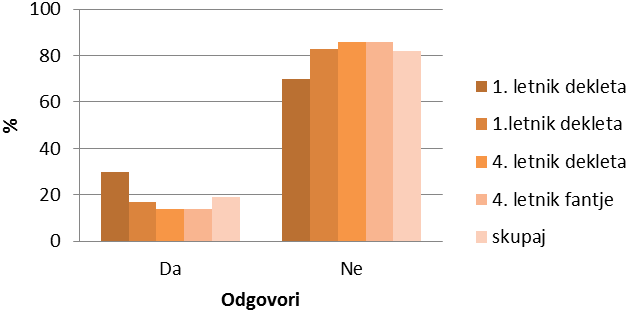 100
80
60
40
20
0
%
Da
Ne
Odgovori
1. letnik dekleta
1.letnik dekleta
4. letnik dekleta
4. letnik fantje
skupaj